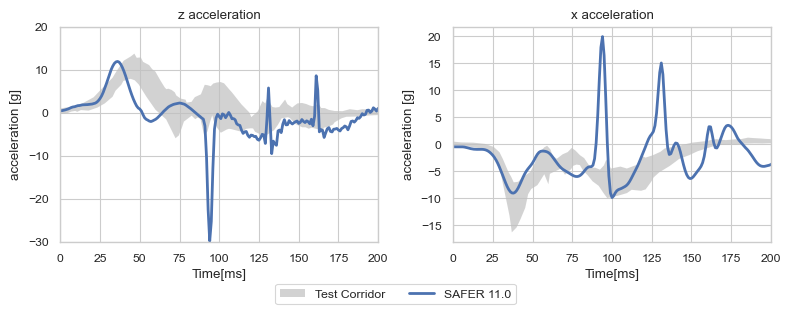 z acceleration
20
10
0
−10
−20
−30
acceleration [g]
0 25 50 75 100 125 150 175 200
Time[ms]
x acceleration
20
15
10
5
0
−5
−10
−15
acceleration [g]
0 25 50 75 100 125 150 175 200
Time[ms]
Test Corridor SAFER 11.0